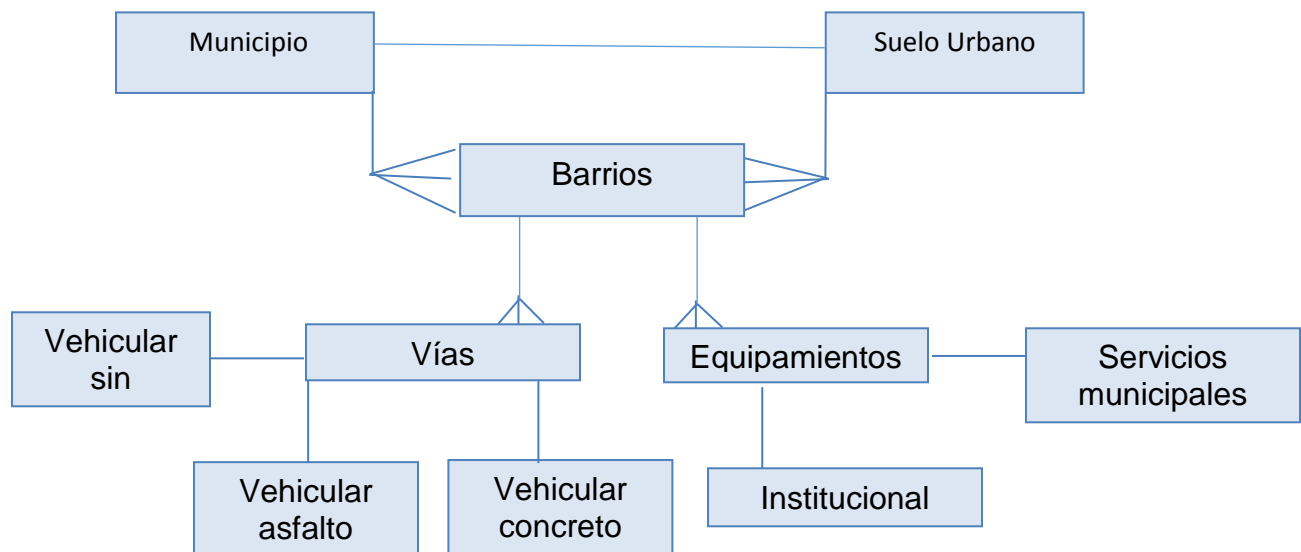 Municipio
Suelo Urbano
Barrios
Vehicular
sin
Vías
Equipamientos
Servicios
municipales
Vehicular
asfalto
Vehicular
concreto
Institucional